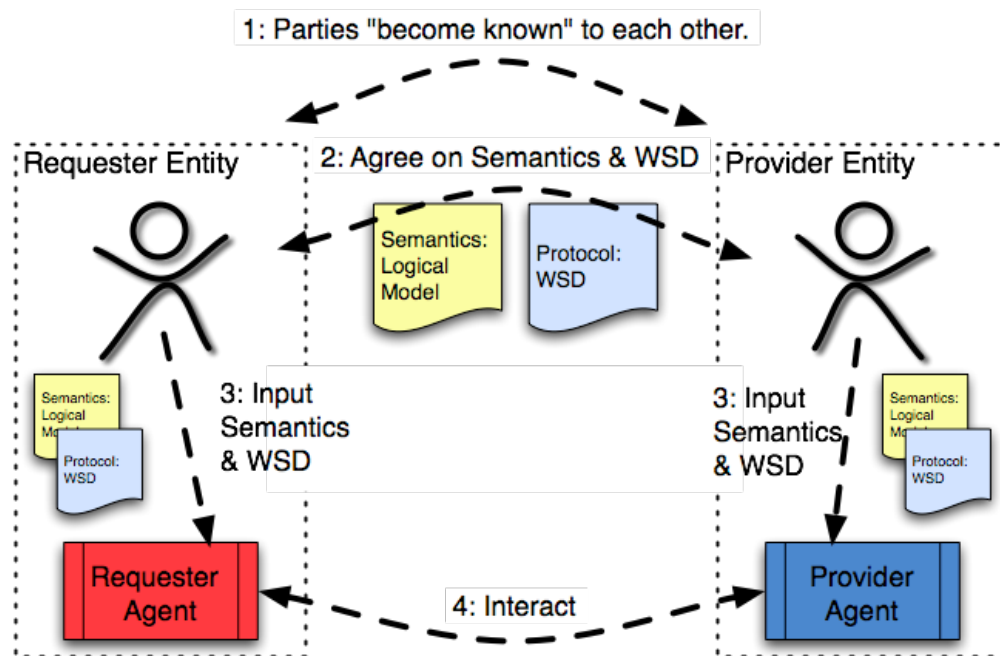 1: Parties "become known" to each other.
Requester Entity
2: Agree on Semantics & WSD
Provider Entity
Semantics:
Logical
Model
Protocol:
WSD
3: Input
Semantics
& WSD
3: Input
Semantics
& WSD
Semantics:
Logical
Protocol:
WSD
Semantics:
Logical
Protocol:
WSD
Requester
Agent
4: Interact
Provider
Agent